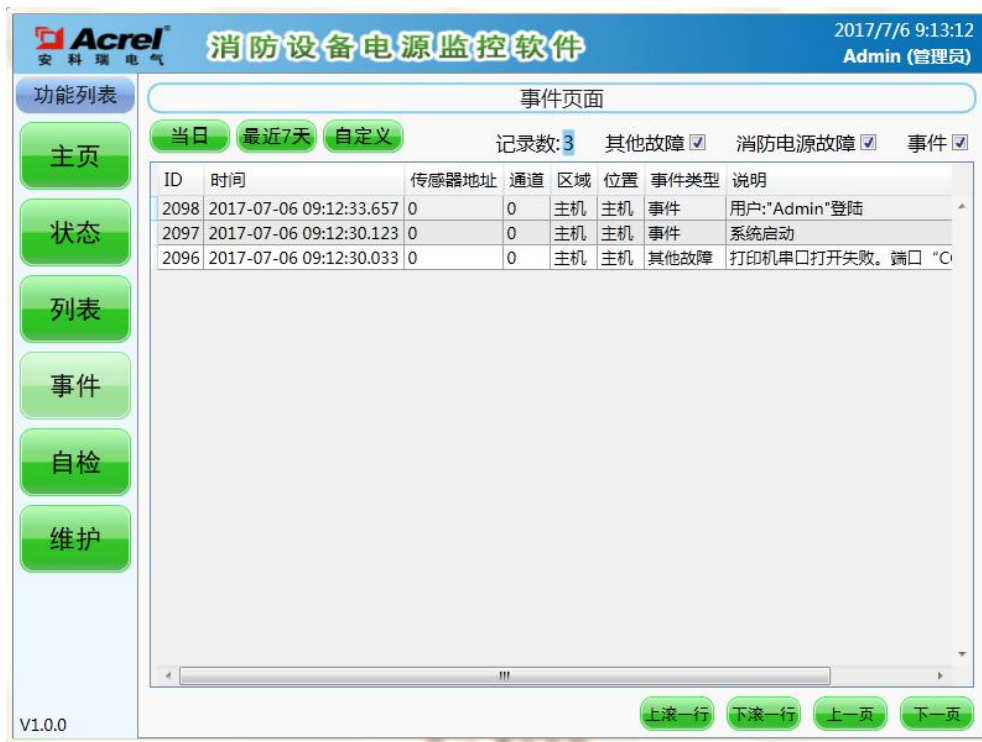 Acrel
安科瑞电气
消防设备电源监控软件
2017/7/6 9:13:12
Admin (管理员)
功能列表
事件页面
主页
状态
列表
事件
自检
维护
V1.0.0
当日 最近7天 自定义 记录数:3 其他故障 消防电源故障 事件
ID 时间 传感器地址 通道 区域 位置 事件类型 说明
2098 2017-07-06 09:12:33.657 0 0 主机 主机 事件 用户:"Admin"登陆
2097 2017-07-06 09:12:30.123 0 0 主机 主机 事件 系统启动
2096 2017-07-06 09:12:30.033 0 0 主机 主机 其他故障 打印机串口打开失败。端口“C
上滚一行 下滚一行 上一页 下一页